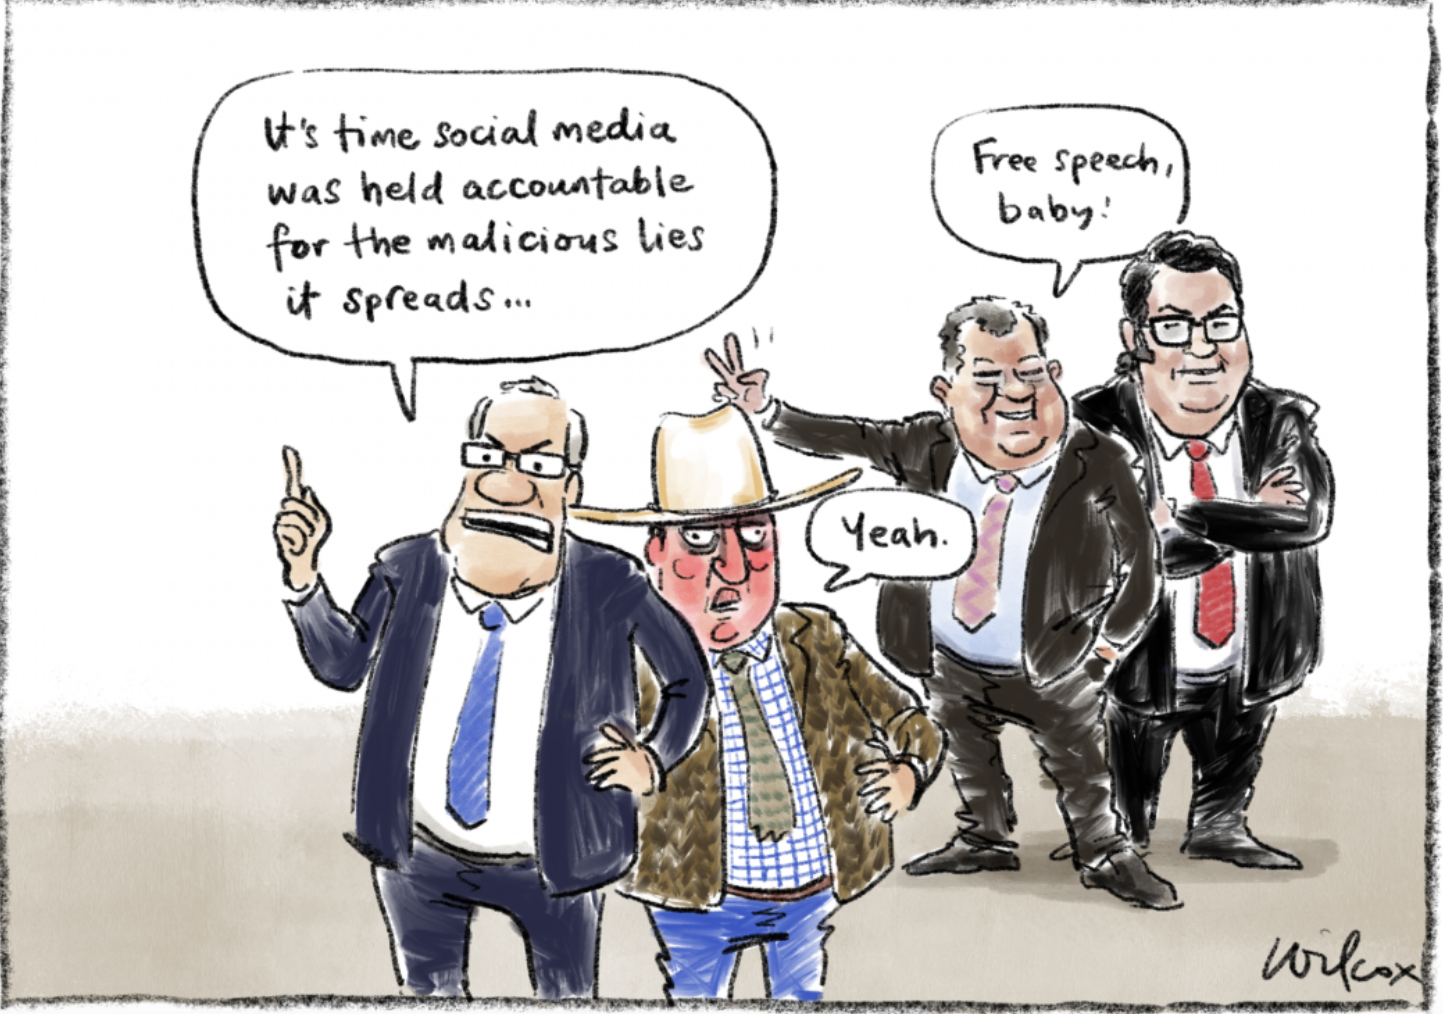 It's time social media
was held accountable
for the malicious lies
it spreads...
Free speech,
baby!
Yeah.
Wilcox